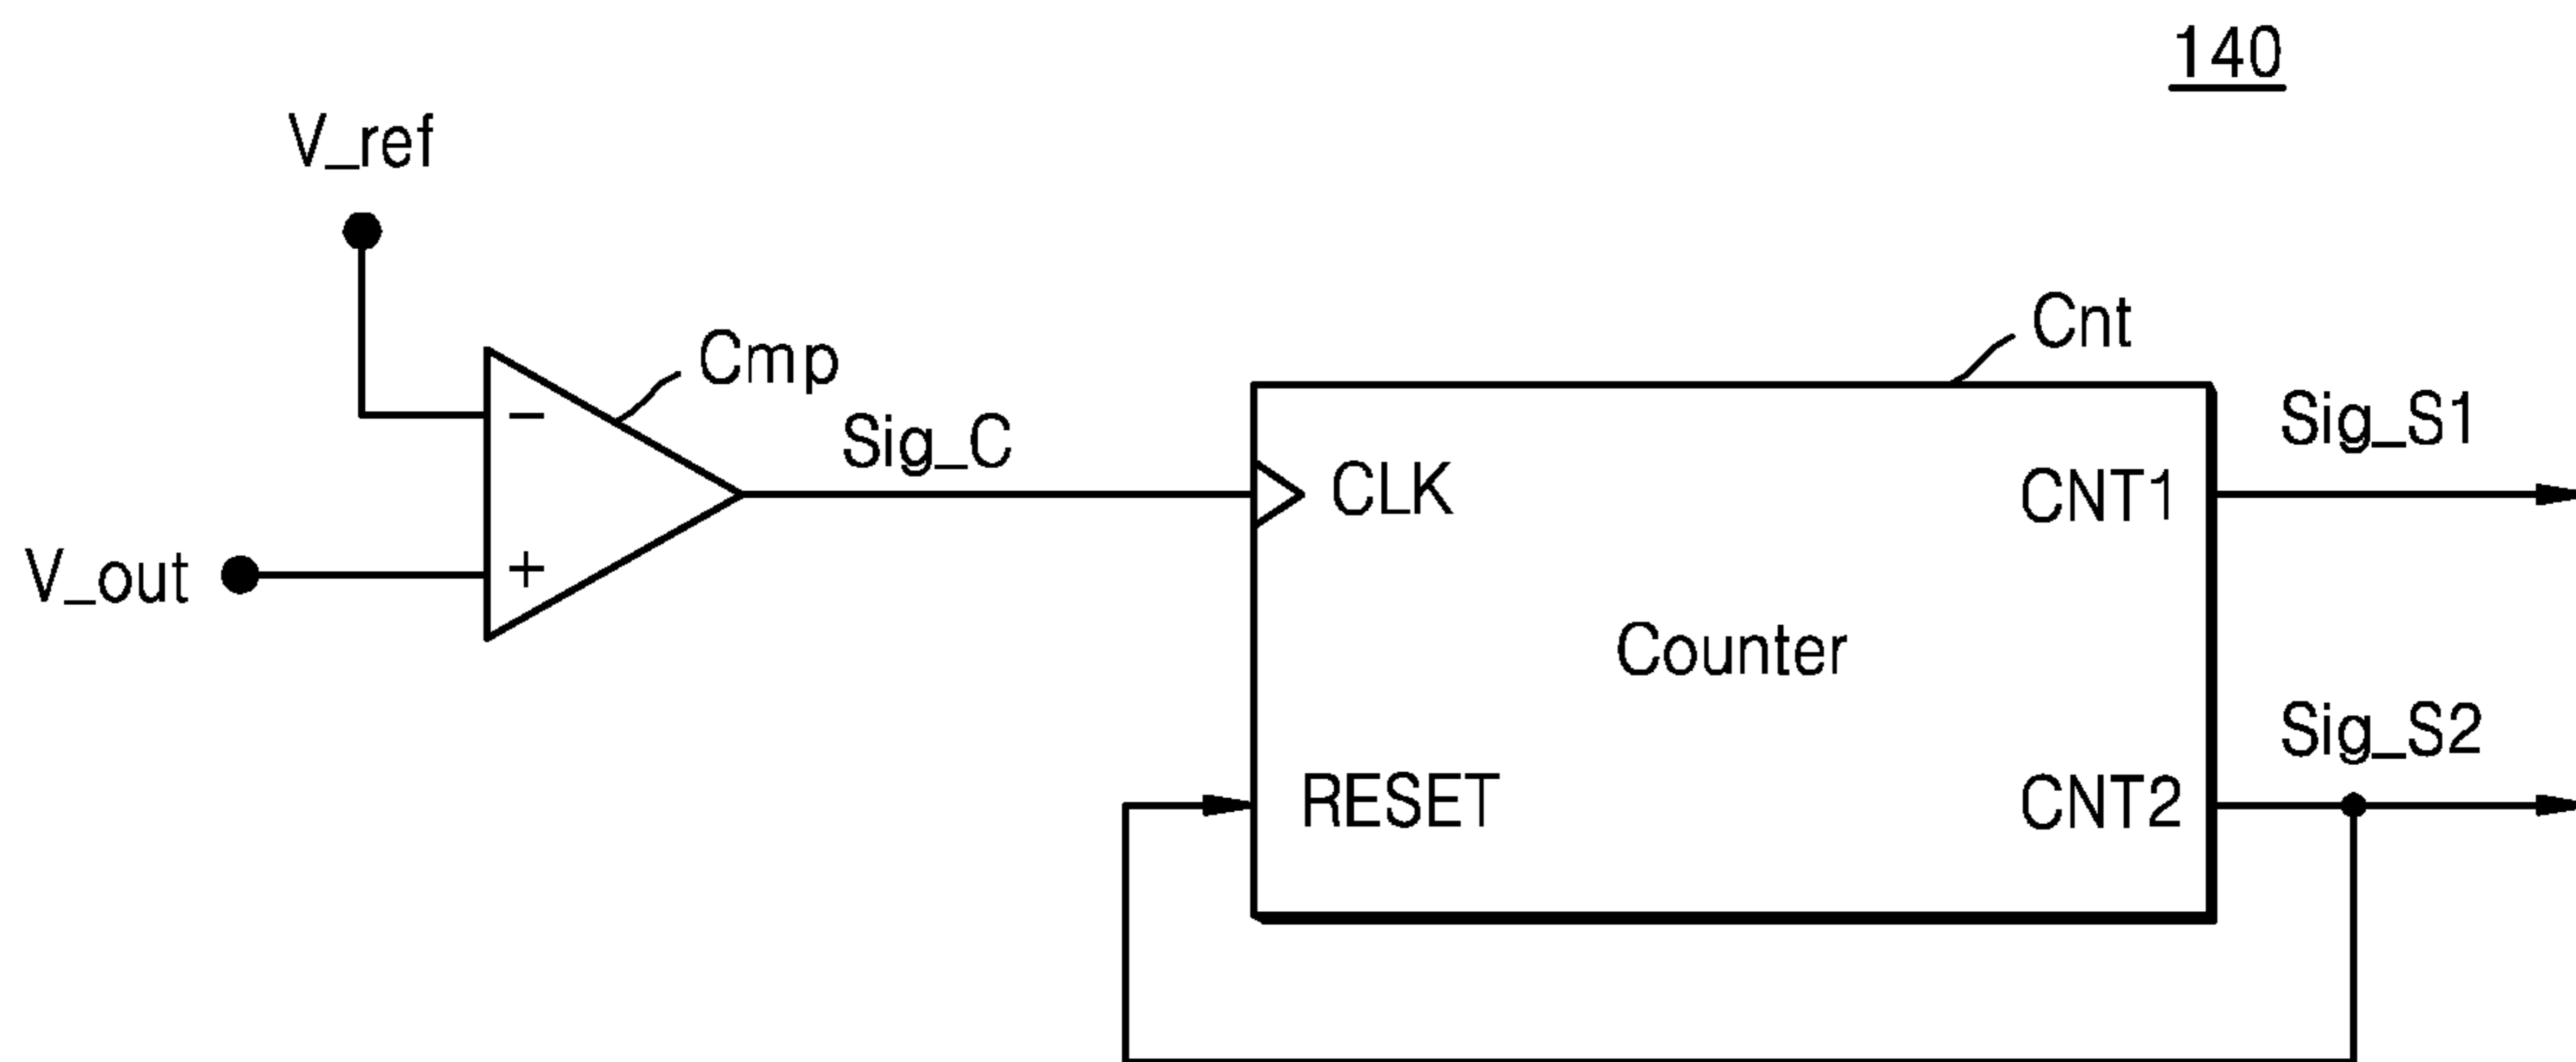 140
V_ref
Cmp
Cnt
Sig_C
Sig_S1
−
CLK
CNT1
V_out
+
Counter
Sig_S2
RESET
CNT2